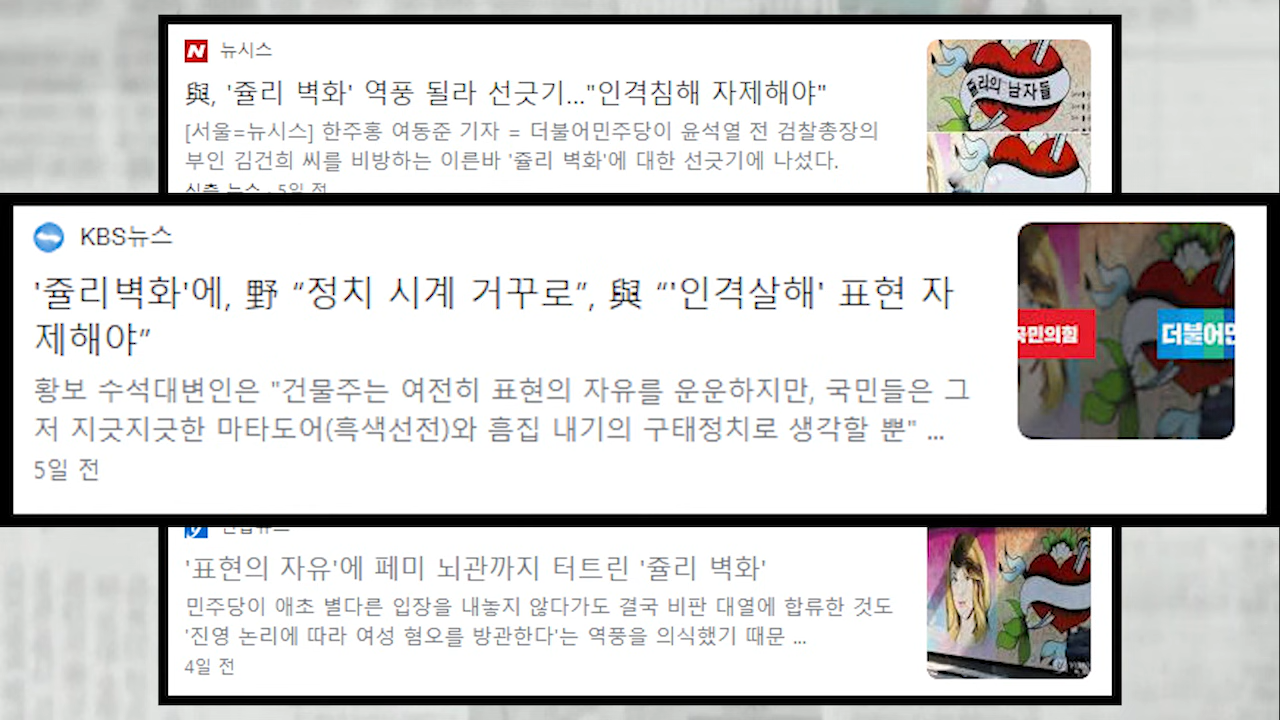 뉴시스
與, '쥴리 벽화' 역풍 될라 선긋기..."인격침해 자제해야"
[서울=뉴시스] 한주홍 여동준 기자 = 더불어민주당이 윤석열 전 검찰총장의
부인 김건희 씨를 비방하는 이른바 '쥴리 벽화'에 대한 선긋기에 나섰다.
5일 전
쥴리의 남자들
KBS뉴스
'쥴리벽화'에, 野 “정치 시계 거꾸로”, 與 “'인격살해' 표현 자
제해야”
황보 수석대변인은 "건물주는 여전히 표현의 자유를 운운하지만, 국민들은 그
저 지긋지긋한 마타도어(흑색선전)와 흠집 내기의 구태정치로 생각할 뿐" ...
5일 전
국민의힘
더불어민
'표현의 자유'에 페미 뇌관까지 터트린 '쥴리 벽화'
민주당이 애초 별다른 입장을 내놓지 않다가도 결국 비판 대열에 합류한 것도
'진영 논리에 따라 여성 혐오를 방관한다'는 역풍을 의식했기 때문 ...
4일 전